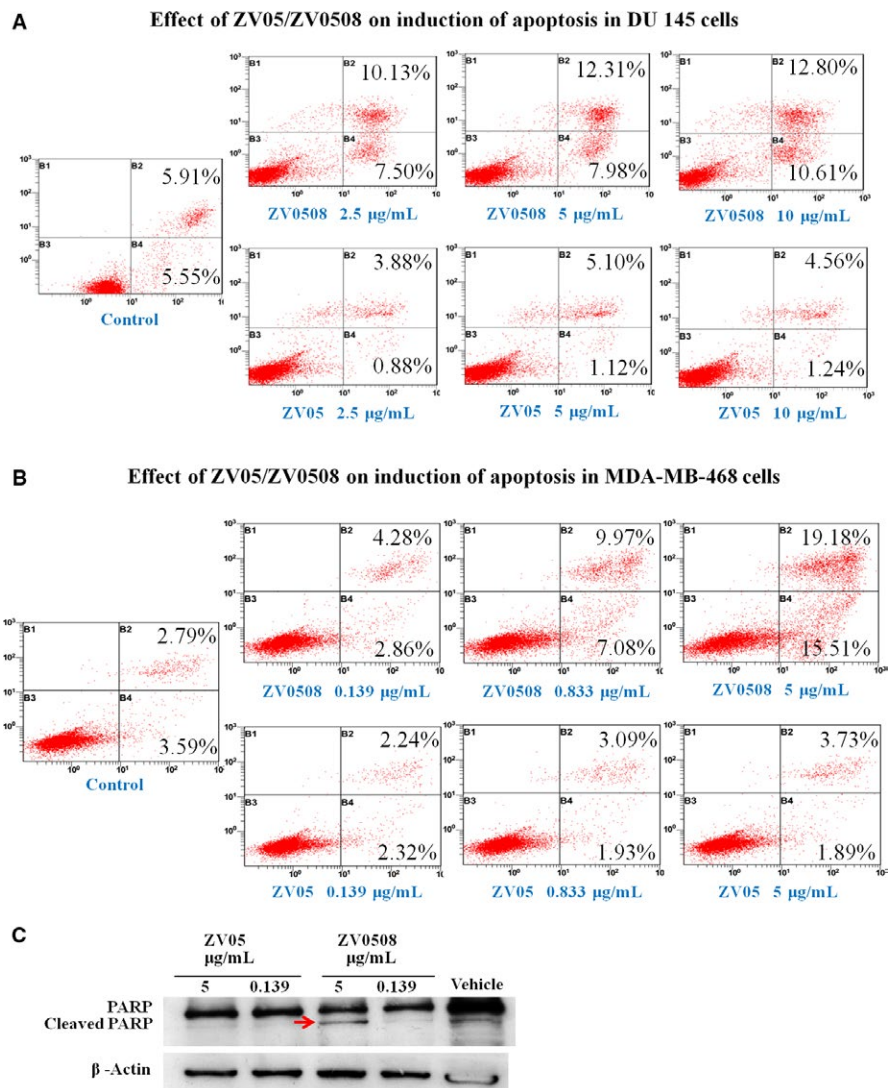 A
Effect of ZV05/ZV0508 on induction of apoptosis in DU 145 cells
B1 B2 5.91%
B3 B4 5.55%
Control
B1 B2 10.13%
B3 B4 7.50%
ZV0508 2.5 μg/mL
B1 B2 12.31%
B3 B4 7.98%
ZV0508 5 μg/mL
B1 B2 12.80%
B3 B4 10.61%
ZV0508 10 μg/mL
B1 B2 3.88%
B3 B4 0.88%
ZV05 2.5 μg/mL
B1 B2 5.10%
B3 B4 1.12%
ZV05 5 μg/mL
B1 B2 4.56%
B3 B4 1.24%
ZV05 10 μg/mL
B
Effect of ZV05/ZV0508 on induction of apoptosis in MDA-MB-468 cells
B1 B2 2.79%
B3 B4 3.59%
Control
B1 B2 4.28%
B3 B4 2.86%
ZV0508 0.139 μg/mL
B1 B2 9.97%
B3 B4 7.08%
ZV0508 0.833 μg/mL
B1 B2 19.18%
B3 B4 15.51%
ZV0508 5 μg/mL
B1 B2 2.24%
B3 B4 2.32%
ZV05 0.139 μg/mL
B1 B2 3.09%
B3 B4 1.93%
ZV05 0.833 μg/mL
B1 B2 3.73%
B3 B4 1.89%
ZV05 5 μg/mL
C
ZV05 ZV0508
μg/mL μg/mL
5 0.139 5 0.139 Vehicle
PARP
Cleaved PARP
β -Actin